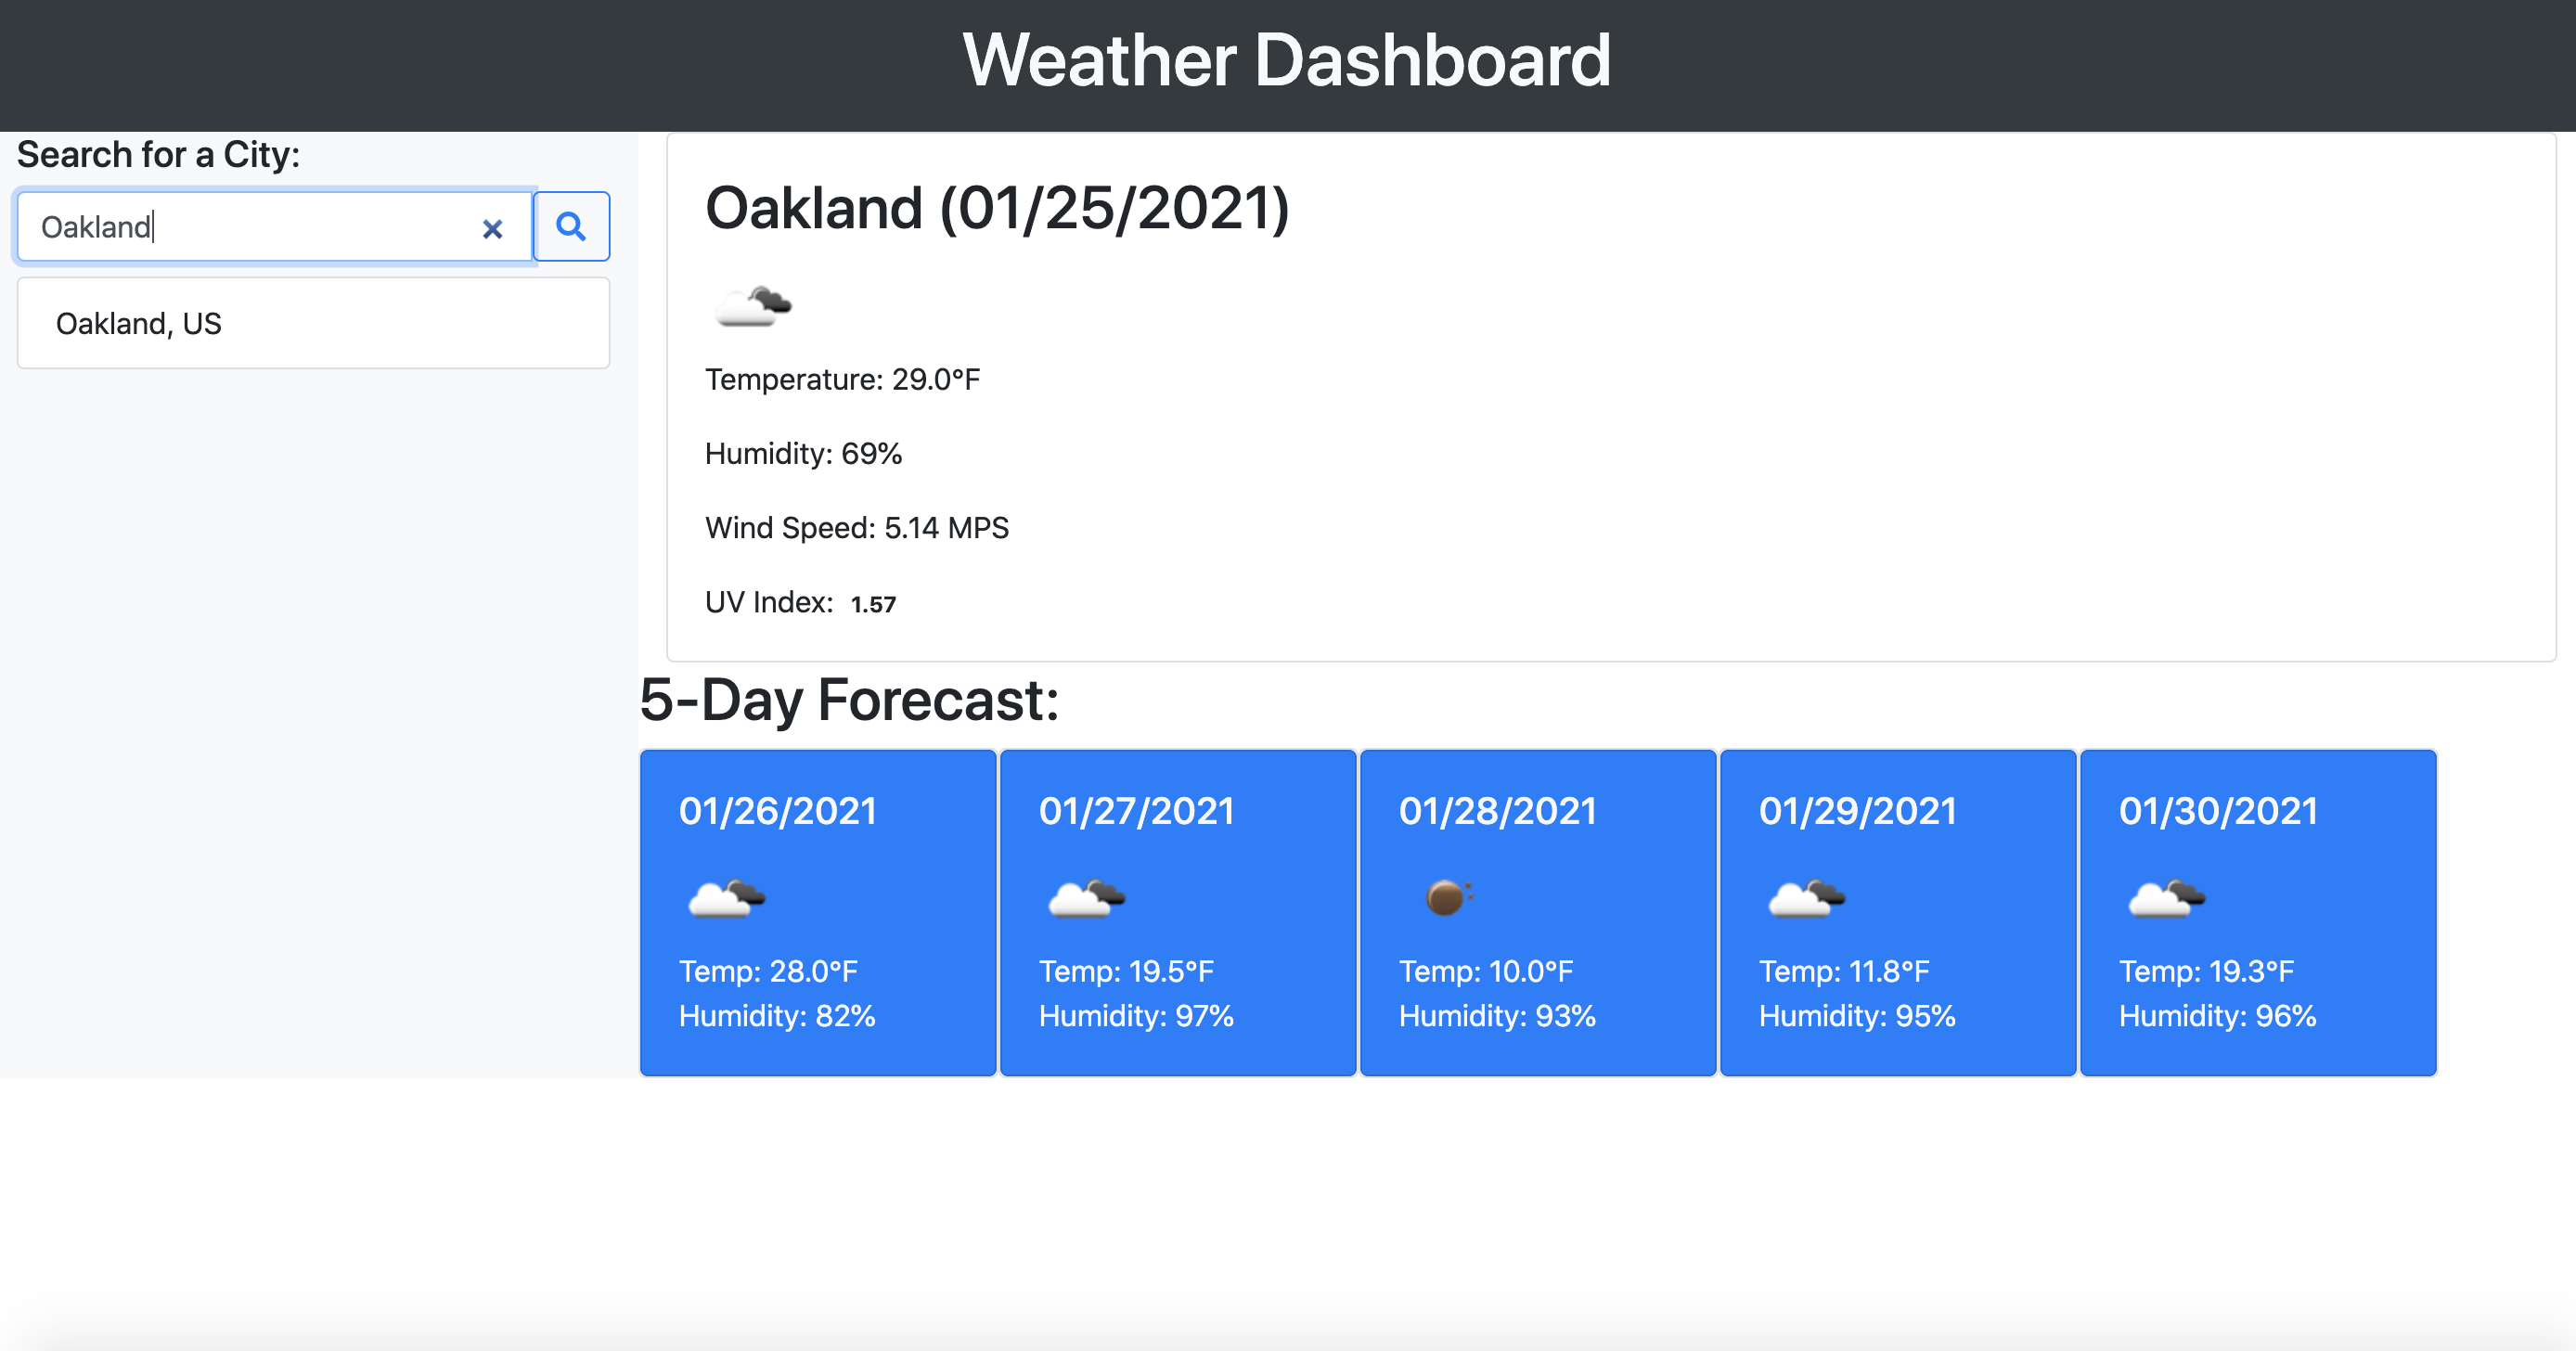 Weather Dashboard
Search for a City:
Oakland
Oakland, US
Oakland (01/25/2021)
Temperature: 29.0°F
Humidity: 69%
Wind Speed: 5.14 MPS
UV Index: 1.57
5-Day Forecast:
01/26/2021
Temp: 28.0°F
Humidity: 82%
01/27/2021
Temp: 19.5°F
Humidity: 97%
01/28/2021
Temp: 10.0°F
Humidity: 93%
01/29/2021
Temp: 11.8°F
Humidity: 95%
01/30/2021
Temp: 19.3°F
Humidity: 96%